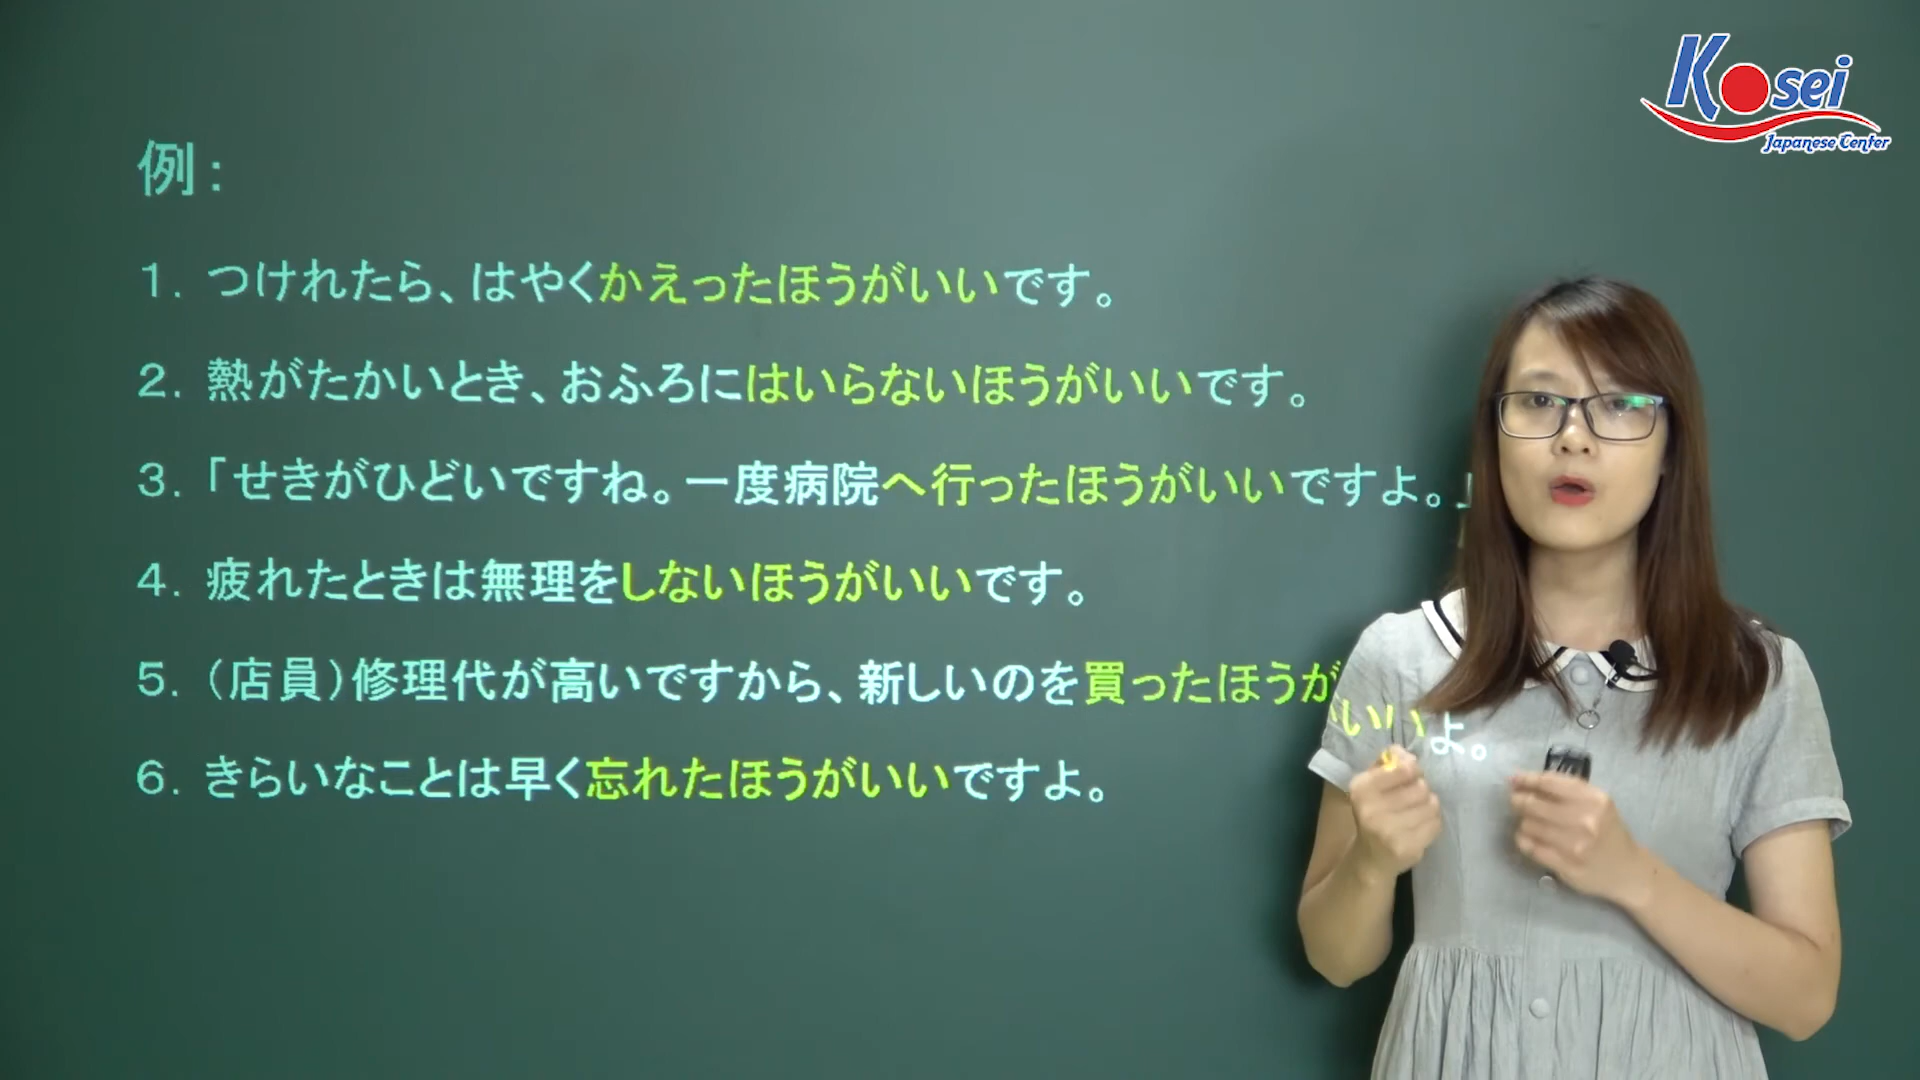 Kosei
Japanese Center
例：
１．つけれたら、はやくかえったほうがいいです。
２．熱がたかいとき、おふろにはいらないほうがいいです。
３．「せきがひどいですね。一度病院へ行ったほうがいいですよ。」
４．疲れたときは無理をしないほうがいいです。
５．（店員）修理代が高いですから、新しいのを買ったほうがいいよ。
６．きらいなことは早く忘れたほうがいいですよ。